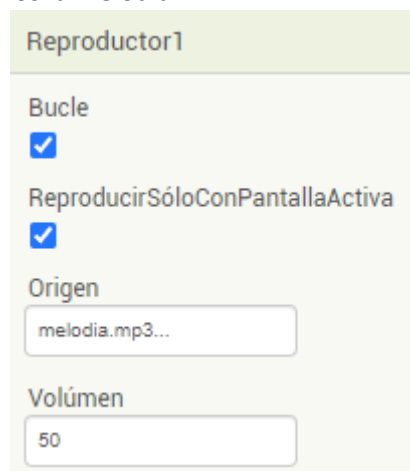 Reproductor1
Bucle
ReproducirSóloConPantallaActiva
Origen
melodia.mp3...
Volúmen
50